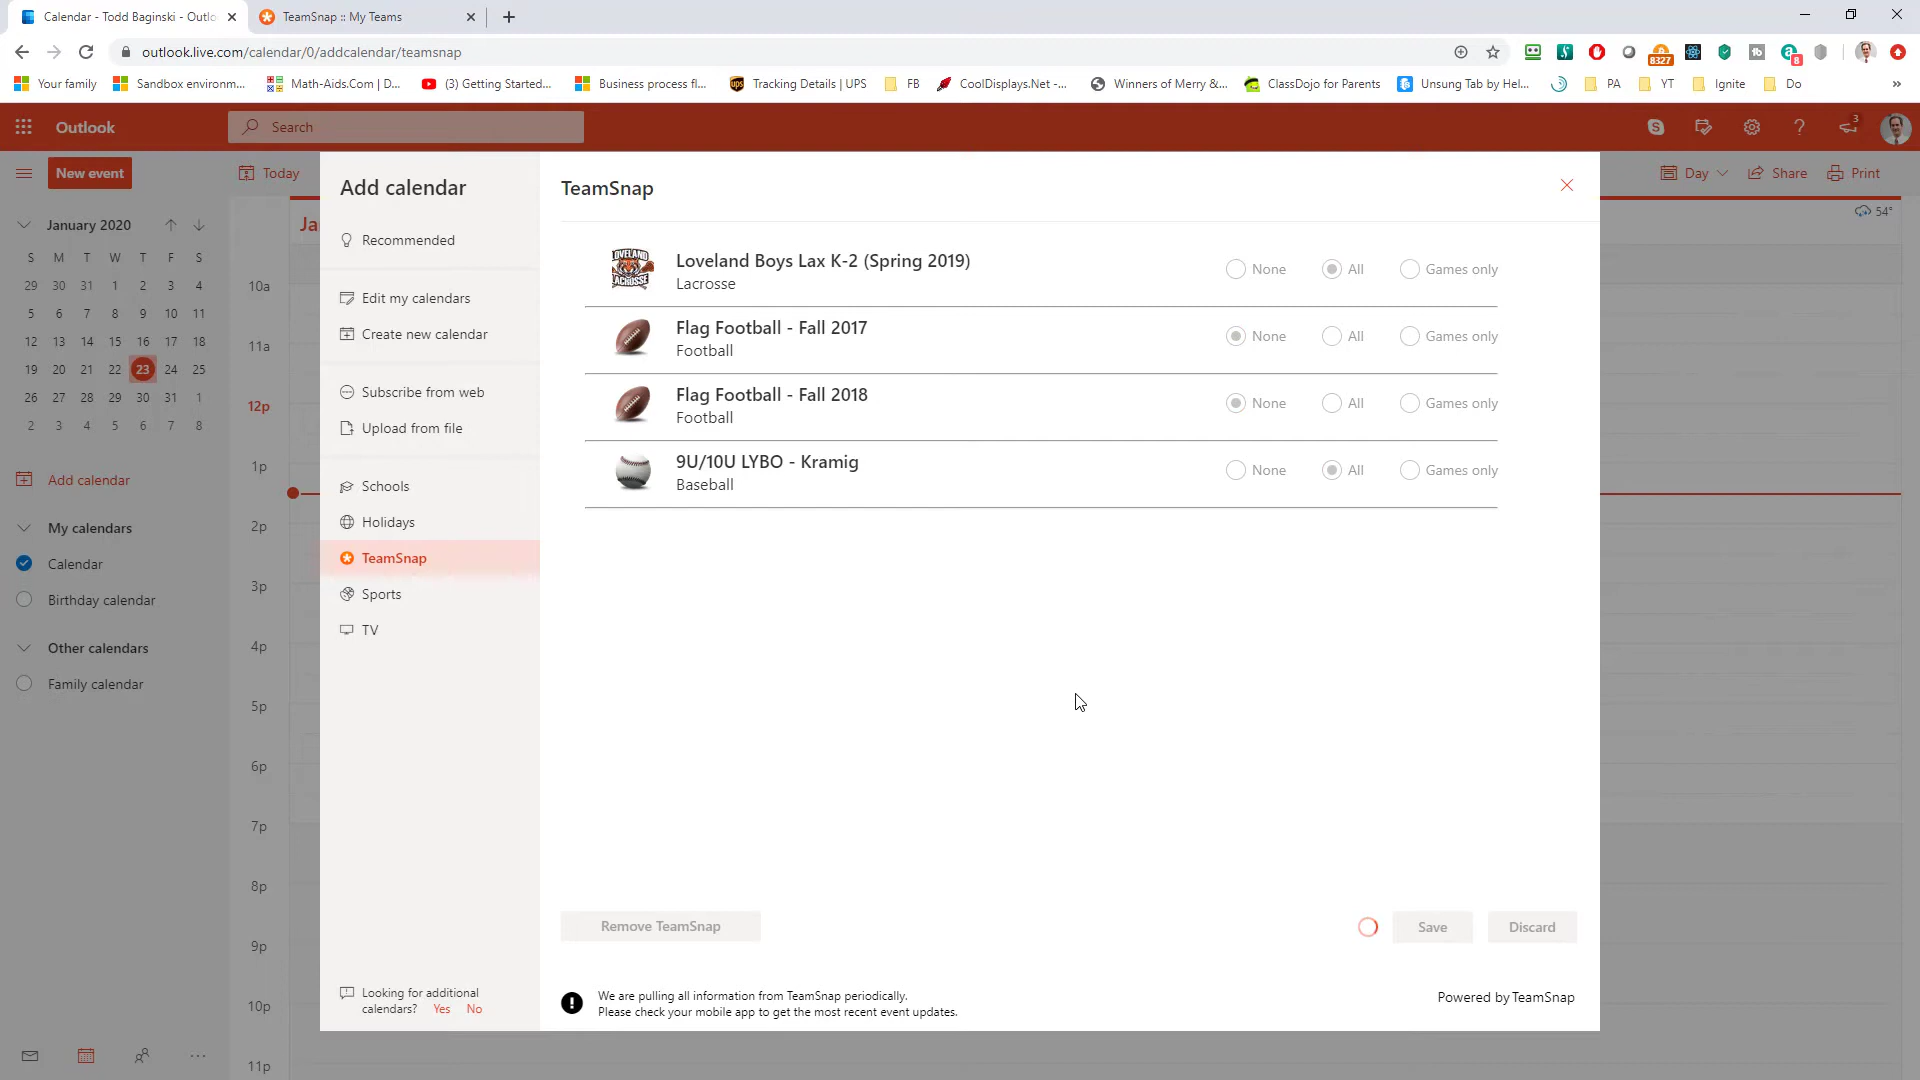 Calendar - Todd Baginski - Outlo
TeamSnap :: My Teams
outlook.live.com/calendar/0/addcalendar/teamsnap
8327
8
Your family
Sandbox environm...
Math-Aids.Com | D...
(3) Getting Started...
Business process fl...
Tracking Details | UPS
FB
CoolDisplays.Net -...
Winners of Merry &...
ClassDojo for Parents
Unsung Tab by Hel...
PA
YT
Ignite
Do
»
Outlook
Search
3
New event
Today
Day
Share
Print
January 2020
S M T W T F S
29 30 31 1 2 3 4
5 6 7 8 9 10 11
12 13 14 15 16 17 18
19 20 21 22 23 24 25
26 27 28 29 30 31 1
2 3 4 5 6 7 8
Add calendar
My calendars
Calendar
Birthday calendar
Other calendars
Family calendar
Ja
54°
10a
11a
12p
1p
2p
3p
4p
5p
6p
7p
8p
9p
10p
11p
Add calendar
Recommended
Edit my calendars
Create new calendar
Subscribe from web
Upload from file
Schools
Holidays
TeamSnap
Sports
TV
Looking for additional
calendars? Yes No
TeamSnap
LOVELAND
LACROSSE
Loveland Boys Lax K-2 (Spring 2019)
Lacrosse
None All Games only
Flag Football - Fall 2017
Football
None All Games only
Flag Football - Fall 2018
Football
None All Games only
9U/10U LYBO - Kramig
Baseball
None All Games only
Remove TeamSnap
Save
Discard
We are pulling all information from TeamSnap periodically.
Please check your mobile app to get the most recent event updates.
Powered by TeamSnap